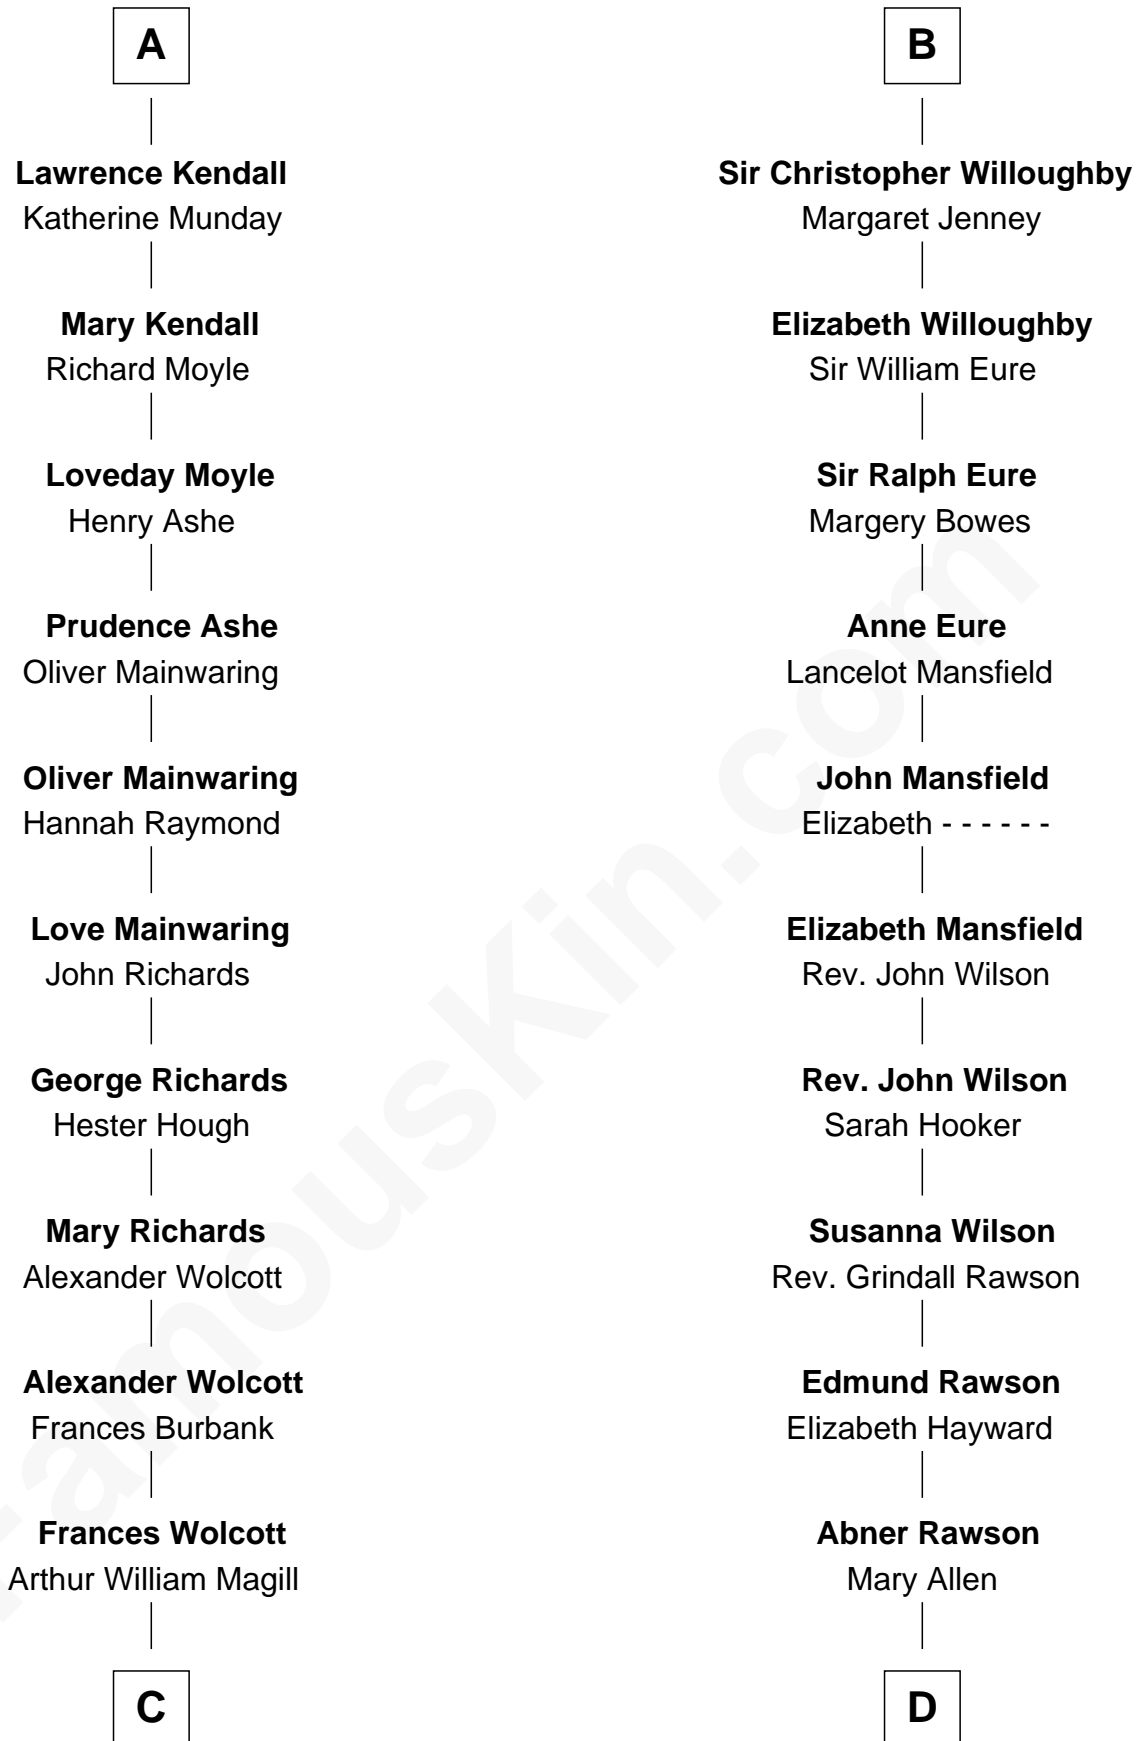 A
Lawrence Kendall
Katherine Munday
Mary Kendall
Richard Moyle
Loveday Moyle
Henry Ashe
Prudence Ashe
Oliver Mainwaring
Oliver Mainwaring
Hannah Raymond
Love Mainwaring
John Richards
George Richards
Hester Hough
Mary Richards
Alexander Wolcott
Alexander Wolcott
Frances Burbank
Frances Wolcott
Arthur William Magill
C
B
Sir Christopher Willoughby
Margaret Jenney
Elizabeth Willoughby
Sir William Eure
Sir Ralph Eure
Margery Bowes
Anne Eure
Lancelot Mansfield
John Mansfield
Elizabeth - - - - - -
Elizabeth Mansfield
Rev. John Wilson
Rev. John Wilson
Sarah Hooker
Susanna Wilson
Rev. Grindall Rawson
Edmund Rawson
Elizabeth Hayward
Abner Rawson
Mary Allen
D
FamousKin.com